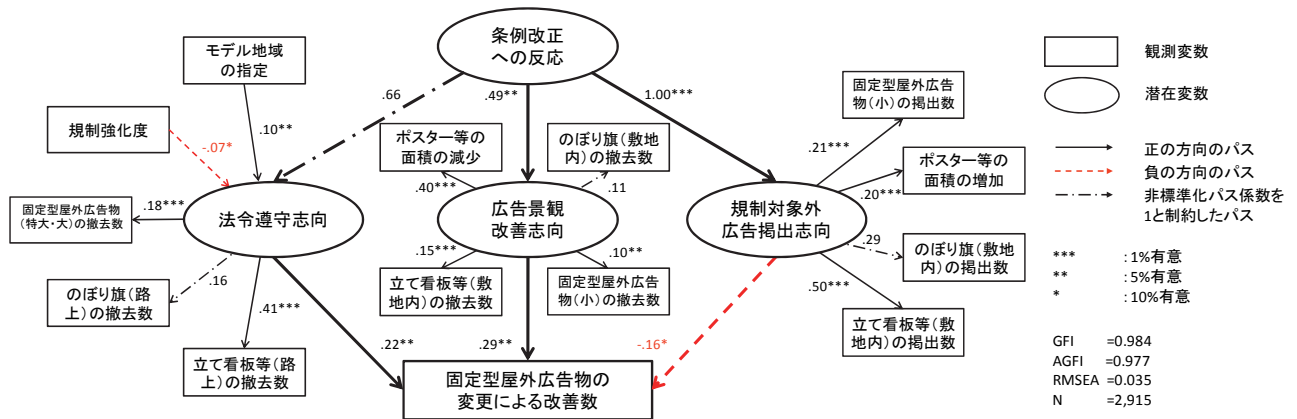 条例改正
への反応
モデル地域
の指定
規制強化度
.66
.49**
1.00***
.10**
-.07*
ポスター等の
面積の減少
のぼり旗(敷地
内)の撤去数
固定型屋外広告
物(小)の掲出数
ポスター等の
面積の増加
.40***
.11
.21***
.20***
法令遵守志向
広告景観
改善志向
規制対象外
広告掲出志向
固定型屋外広告物
(特大・大)の撤去数
.18***
.16
.41***
のぼり旗(路
上)の撤去数
立て看板等(路
上)の撤去数
.15***
.10**
立て看板等(敷
地内)の撤去数
固定型屋外広告
物(小)の撤去数
.29
のぼり旗(敷地
内)の掲出数
.50***
立て看板等(敷
地内)の掲出数
.22**
.29**
-.16*
固定型屋外広告物の
変更による改善数
観測変数
潜在変数
正の方向のパス
負の方向のパス
非標準化パス係数を
1と制約したパス
*** :1%有意
** :5%有意
* :10%有意
GFI =0.984
AGFI =0.977
RMSEA =0.035
N =2,915